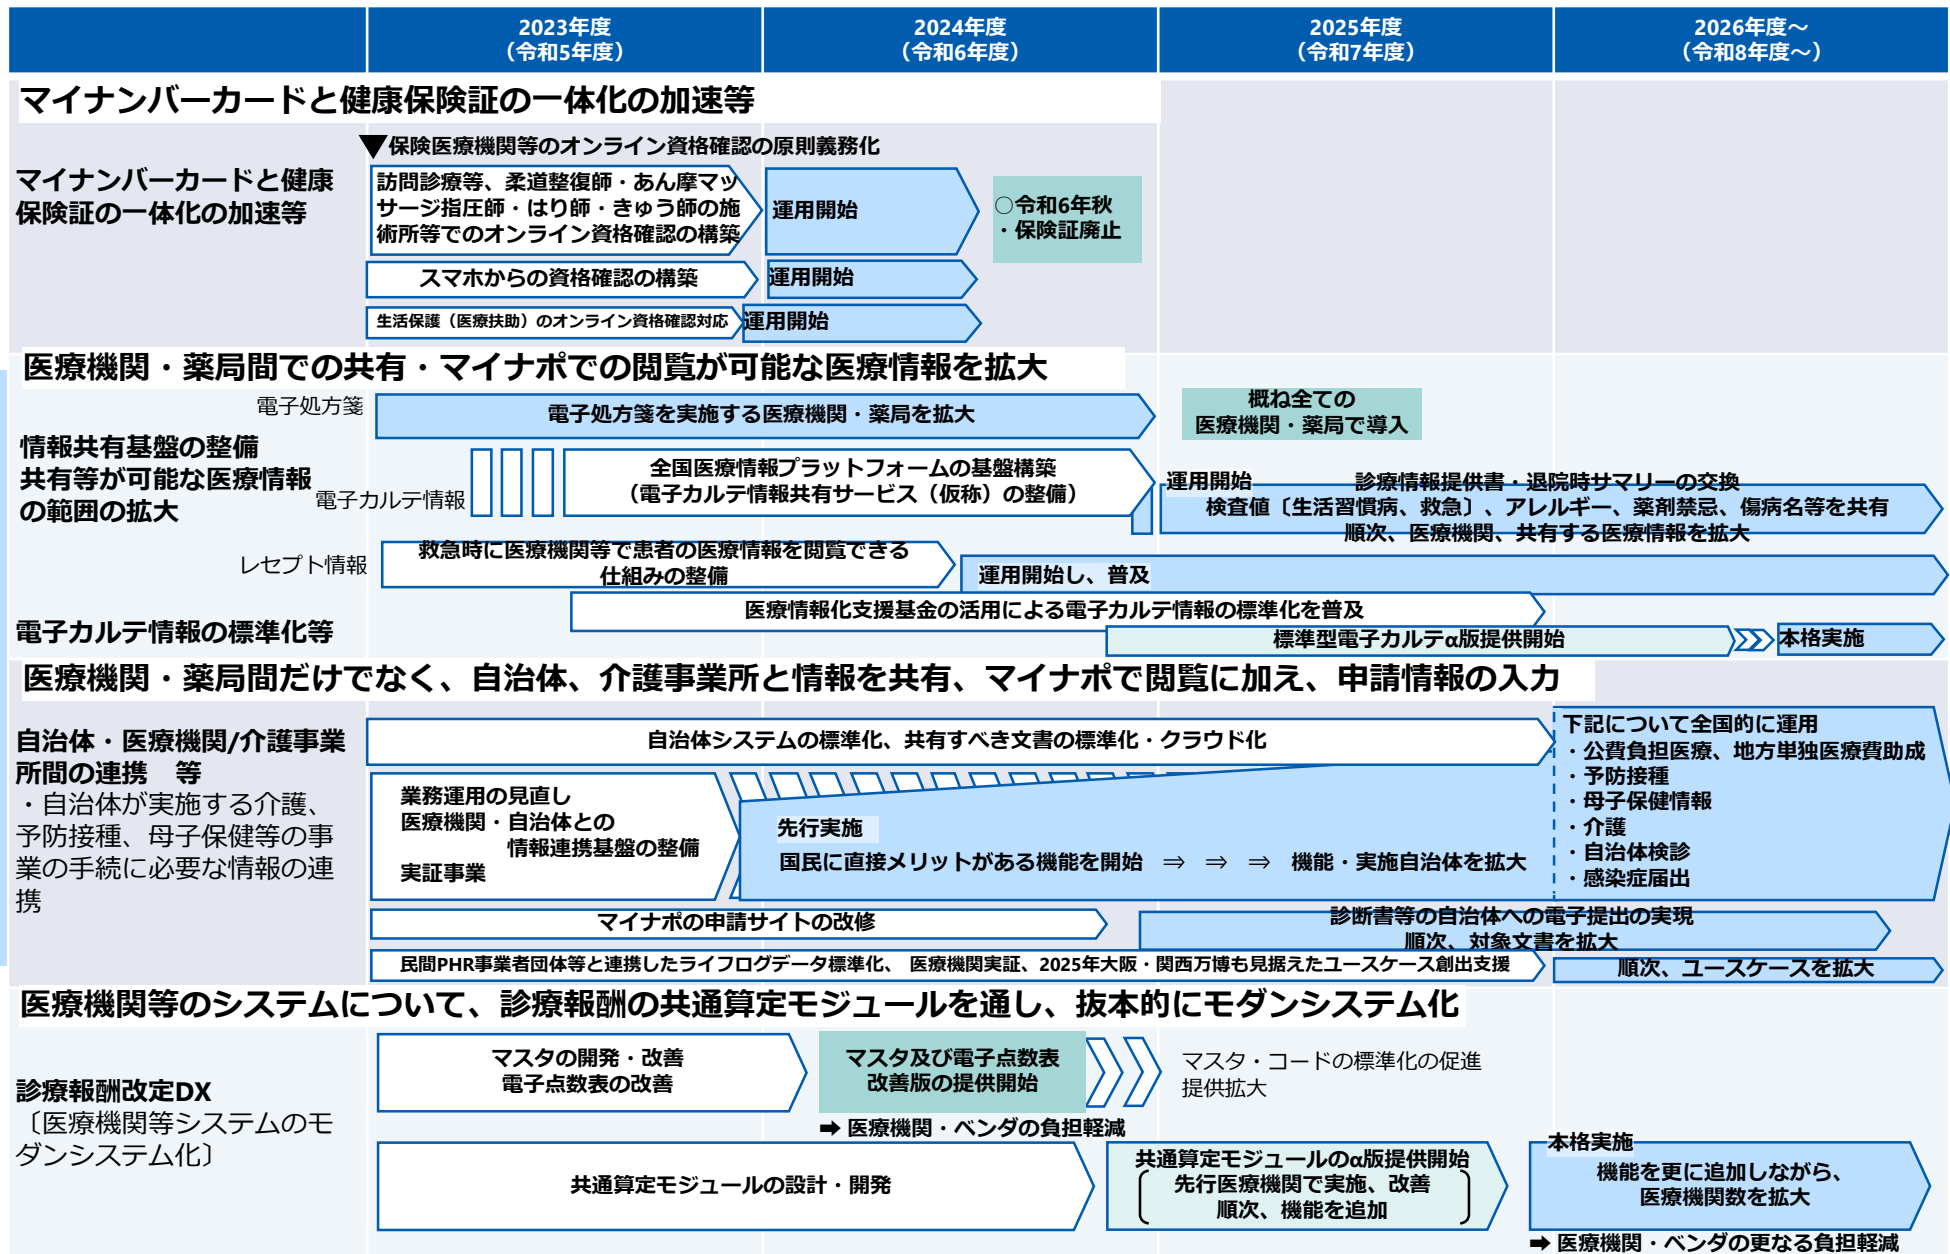 2023年度
（令和5年度）
2024年度
（令和6年度）
2025年度
（令和7年度）
2026年度～
（令和8年度～）
マイナンバーカードと健康保険証の一体化の加速等
マイナンバーカードと健康
保険証の一体化の加速等
▼保険医療機関等のオンライン資格確認の原則義務化
訪問診療等、柔道整復師・あん摩マッ
サージ指圧師・はり師・きゅう師の施
術所等でのオンライン資格確認の構築
運用開始
○令和6年秋
・保険証廃止
スマホからの資格確認の構築
運用開始
生活保護（医療扶助）のオンライン資格確認対応
運用開始
医療機関・薬局間での共有・マイナポでの閲覧が可能な医療情報を拡大
情報共有基盤の整備
共有等が可能な医療情報
の範囲の拡大
電子処方箋
電子処方箋を実施する医療機関・薬局を拡大
概ね全ての
医療機関・薬局で導入
電子カルテ情報
全国医療情報プラットフォームの基盤構築
（電子カルテ情報共有サービス（仮称）の整備）
運用開始
診療情報提供書・退院時サマリーの交換
検査値〔生活習慣病、救急〕、アレルギー、薬剤禁忌、傷病名等を共有
順次、医療機関、共有する医療情報を拡大
レセプト情報
救急時に医療機関等で患者の医療情報を閲覧できる
仕組みの整備
運用開始し、普及
電子カルテ情報の標準化等
医療情報化支援基金の活用による電子カルテ情報の標準化を普及
標準型電子カルテα版提供開始
本格実施
医療機関・薬局間だけでなく、自治体、介護事業所と情報を共有、マイナポで閲覧に加え、申請情報の入力
自治体・医療機関/介護事業
所間の連携　等
・自治体が実施する介護、
予防接種、母子保健等の事
業の手続に必要な情報の連
携
自治体システムの標準化、共有すべき文書の標準化・クラウド化
業務運用の見直し
医療機関・自治体との
情報連携基盤の整備
実証事業
先行実施
国民に直接メリットがある機能を開始　⇒　⇒　⇒　機能・実施自治体を拡大
下記について全国的に運用
・公費負担医療、地方単独医療費助成
・予防接種
・母子保健情報
・介護
・自治体検診
・感染症届出
マイナポの申請サイトの改修
診断書等の自治体への電子提出の実現
順次、対象文書を拡大
民間PHR事業者団体等と連携したライフログデータ標準化、 医療機関実証、2025年大阪・関西万博も見据えたユースケース創出支援
順次、ユースケースを拡大
医療機関等のシステムについて、診療報酬の共通算定モジュールを通し、抜本的にモダンシステム化
診療報酬改定DX
〔医療機関等システムのモ
ダンシステム化〕
マスタの開発・改善
電子点数表の改善
マスタ及び電子点数表
改善版の提供開始
マスタ・コードの標準化の促進
提供拡大
➡ 医療機関・ベンダの負担軽減
共通算定モジュールの設計・開発
共通算定モジュールのα版提供開始
先行医療機関で実施、改善
順次、機能を追加
本格実施
機能を更に追加しながら、
医療機関数を拡大
➡ 医療機関・ベンダの更なる負担軽減